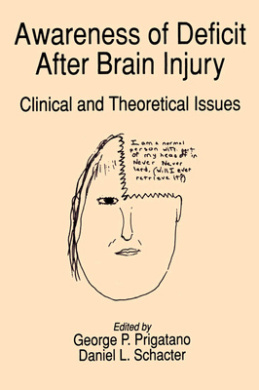 Awareness of Deficit
After Brain Injury
Clinical and Theoretical Issues
I am a normal
person with pt
of my head in
Never Never
land. (Will I ever
retrieve it?)
Edited by
George P. Prigatano
Daniel L. Schacter